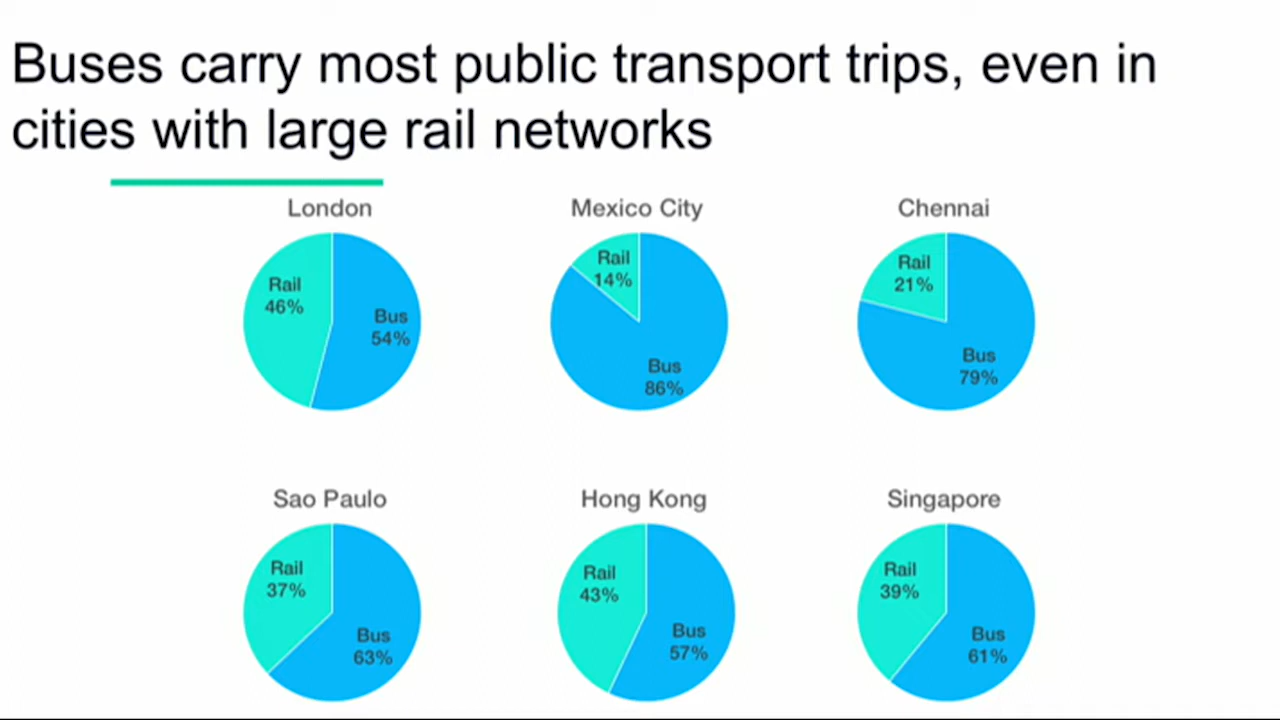 Buses carry most public transport trips, even in
cities with large rail networks
London
Rail
46%
Bus
54%
Mexico City
Rail
14%
Bus
86%
Chennai
Rail
21%
Bus
79%
Sao Paulo
Rail
37%
Bus
63%
Hong Kong
Rail
43%
Bus
57%
Singapore
Rail
39%
Bus
61%